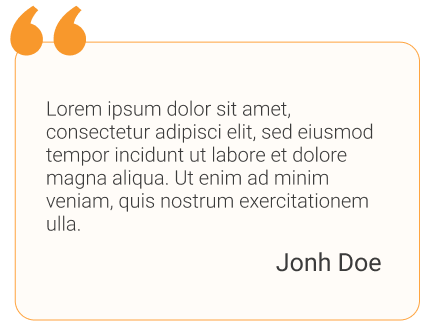 Lorem ipsum dolor sit amet,
consectetur adipisci elit, sed eiusmod
tempor incidunt ut labore et dolore
magna aliqua. Ut enim ad minim
veniam, quis nostrum exercitationem
ulla.
Jonh Doe